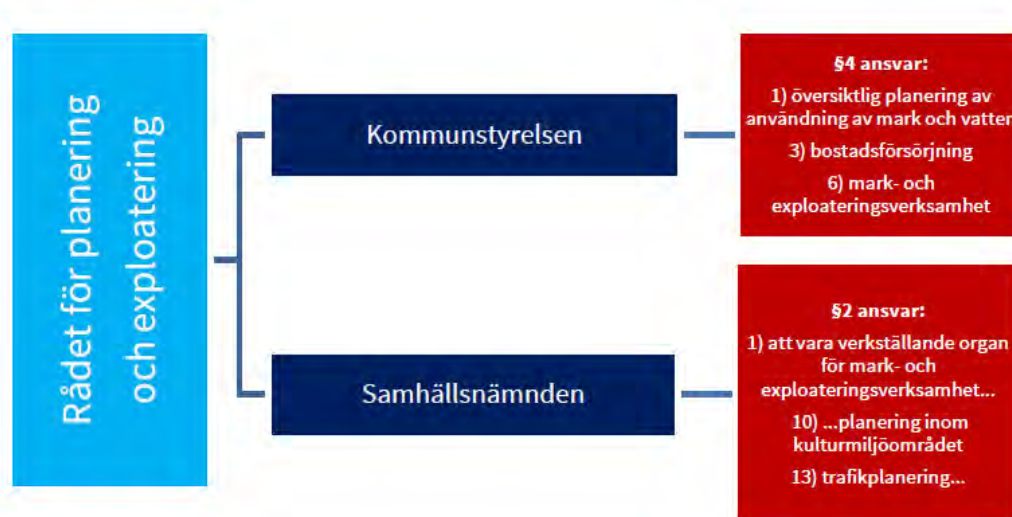 Rådet för planering
och exploatering
Kommunstyrelsen
§4 ansvar:
1) översiktlig planering av
användning av mark och vatten
3) bostadsförsörjning
6) mark- och
exploateringsverksamhet
Samhällsnämnden
§2 ansvar:
1) att vara verkställande organ
för mark- och
exploateringsverksamhet...
10) ...planering inom
kulturmiljöområdet
13) trafikplanering...